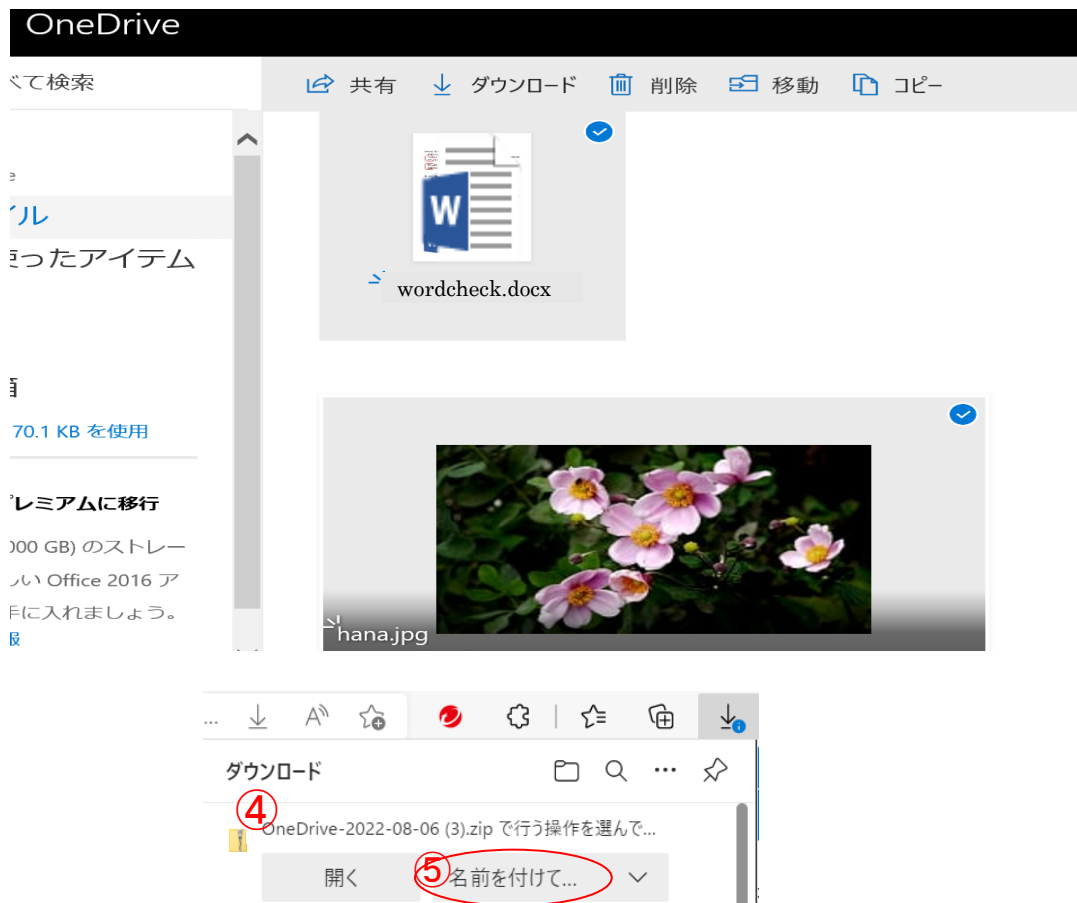 OneDrive
べて検索
共有 ダウンロード 削除 移動 コピー
イル
使ったアイテム
wordcheck.docx
箱
70.1 KB を使用
プレミアムに移行
000 GB) のストレー
しい Office 2016 ア
手に入れましょう。
報
hana.jpg
...
ダウンロード
④
OneDrive-2022-08-06 (3).zip で行う操作を選んで...
開く
⑤名前を付けて...